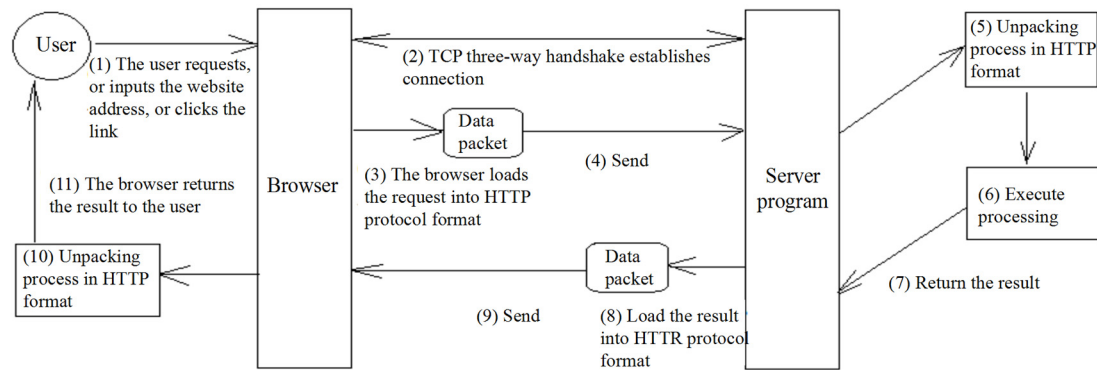 User
(1) The user requests,
or inputs the website
address, or clicks the
link
(2) TCP three-way handshake establishes
connection
(5) Unpacking
process in HTTP
format
Data
packet
(4) Send
(3) The browser loads
the request into HTTP
protocol format
Browser
Server
program
(6) Execute
processing
(11) The browser returns
the result to the user
(10) Unpacking
process in HTTP
format
Data
packet
(7) Return the result
(9) Send
(8) Load the result
into HTTR protocol
format